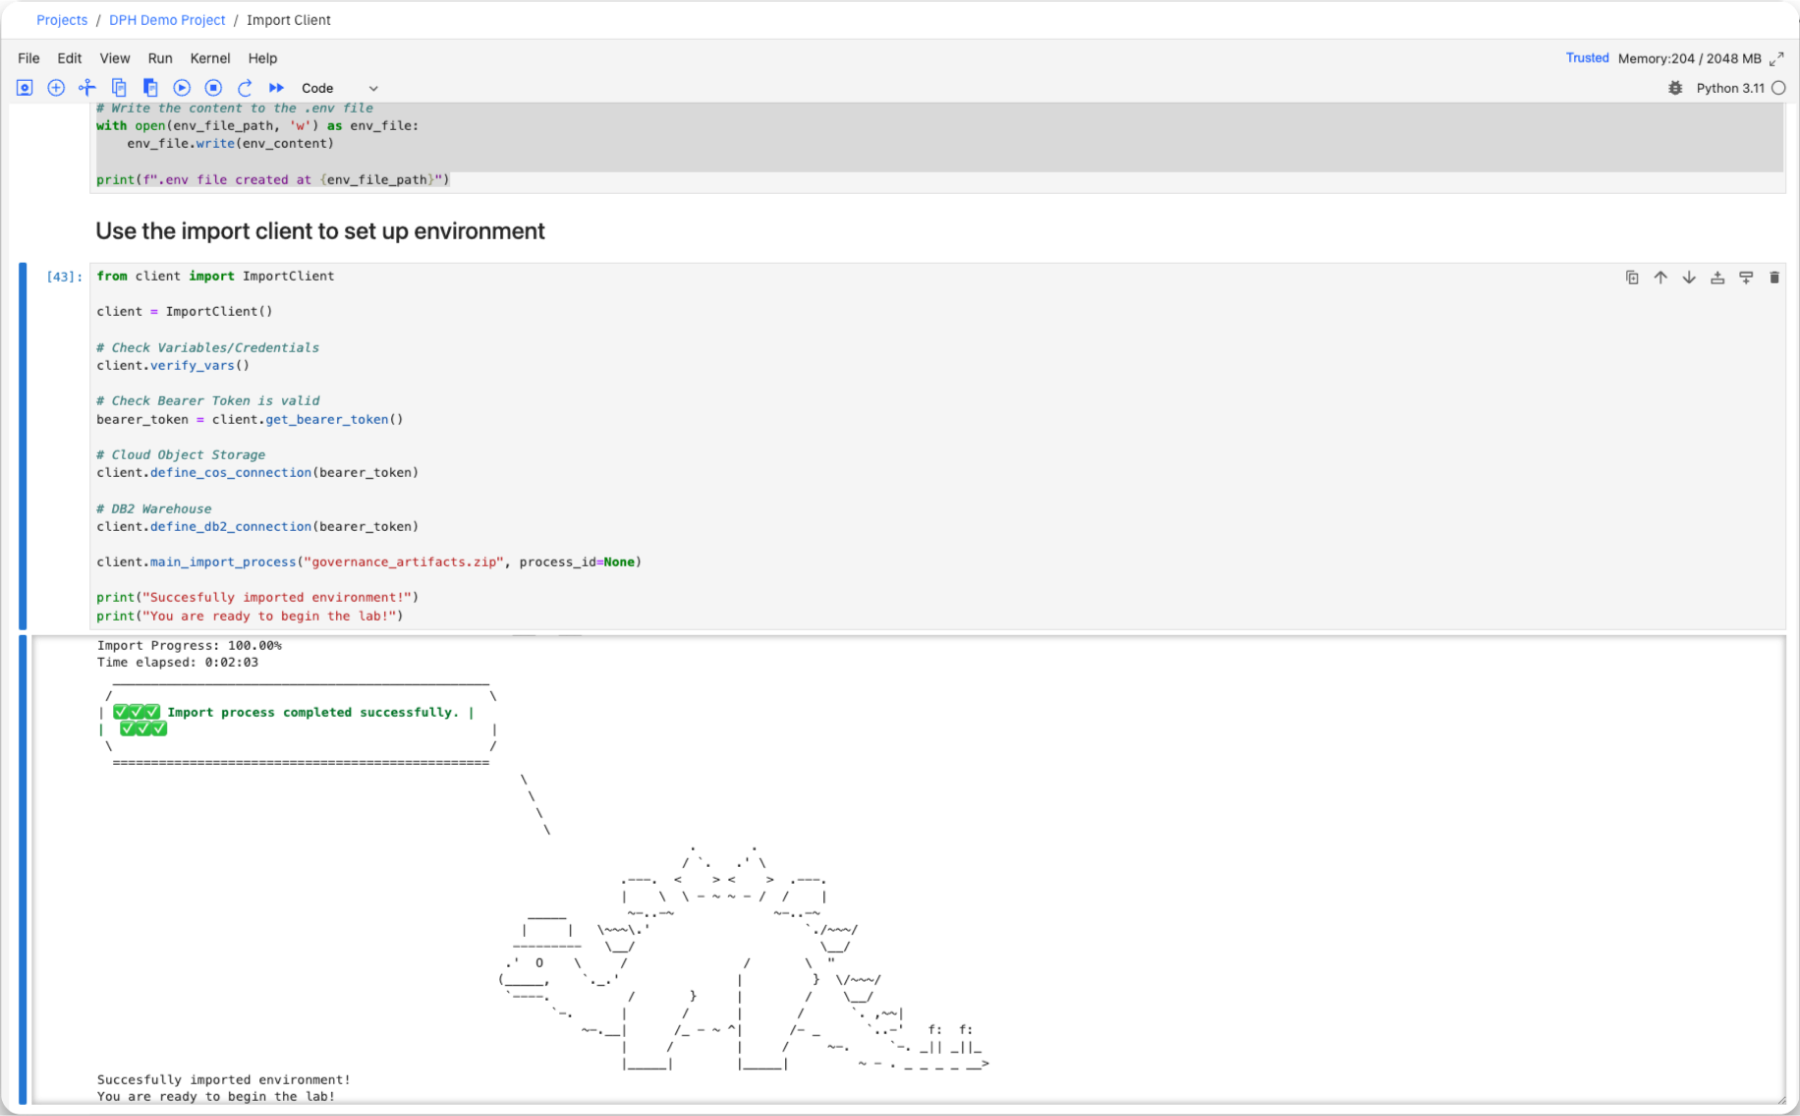 Projects / DPH Demo Project / Import Client
File Edit View Run Kernel Help
Trusted Memory:204 / 2048 MB
Code
Python 3.11
# Write the content to the .env file
with open(env_file_path, 'w') as env_file:
    env_file.write(env_content)
print(f".env file created at {env_file_path}")
Use the import client to set up environment
[43]:
from client import ImportClient
client = ImportClient()
# Check Variables/Credentials
client.verify_vars()
# Check Bearer Token is valid
bearer_token = client.get_bearer_token()
# Cloud Object Storage
client.define_cos_connection(bearer_token)
# DB2 Warehouse
client.define_db2_connection(bearer_token)
client.main_import_process("governance_artifacts.zip", process_id=None)
print("Succesfully imported environment!")
print("You are ready to begin the lab!")
Import Progress: 100.00%
Time elapsed: 0:02:03
Import process completed successfully.
Succesfully imported environment!
You are ready to begin the lab!